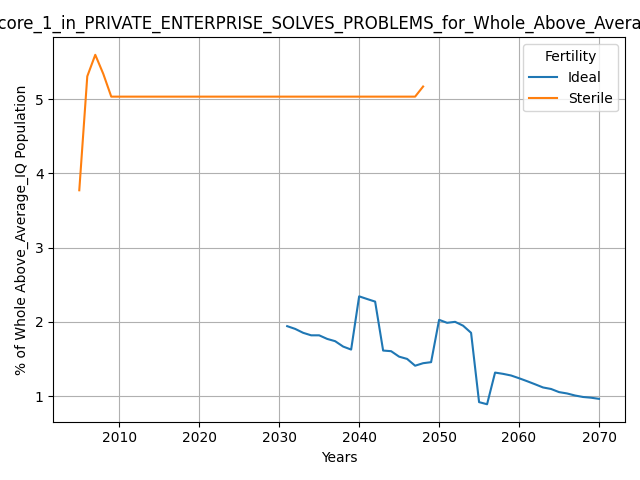 core_1_in_PRIVATE_ENTERPRISE_SOLVES_PROBLEMS_for_Whole_Above_Avera
Fertility
Ideal
Sterile
% of Whole Above_Average_IQ Population
5
4
3
2
1
2010 2020 2030 2040 2050 2060 2070
Years